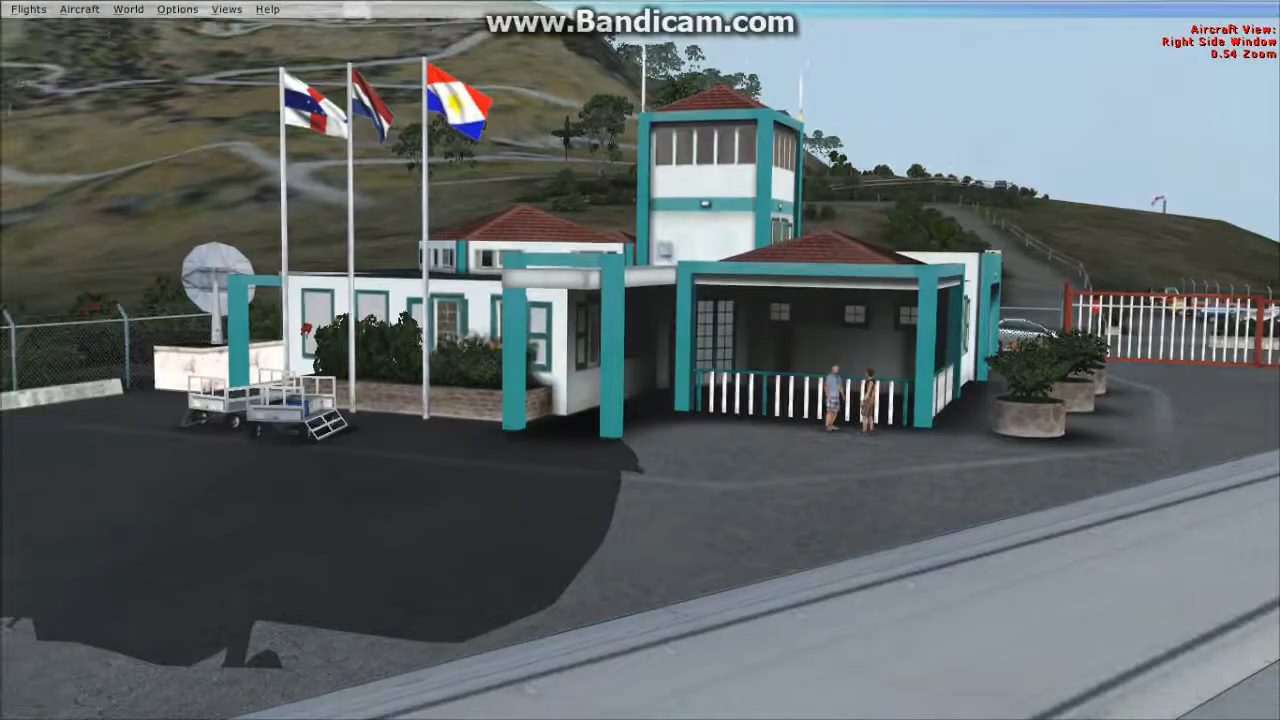 Flights Aircraft World Options Views Help
www.Bandicam.com
Aircraft View:
Right Side Window
0.54 Zoom